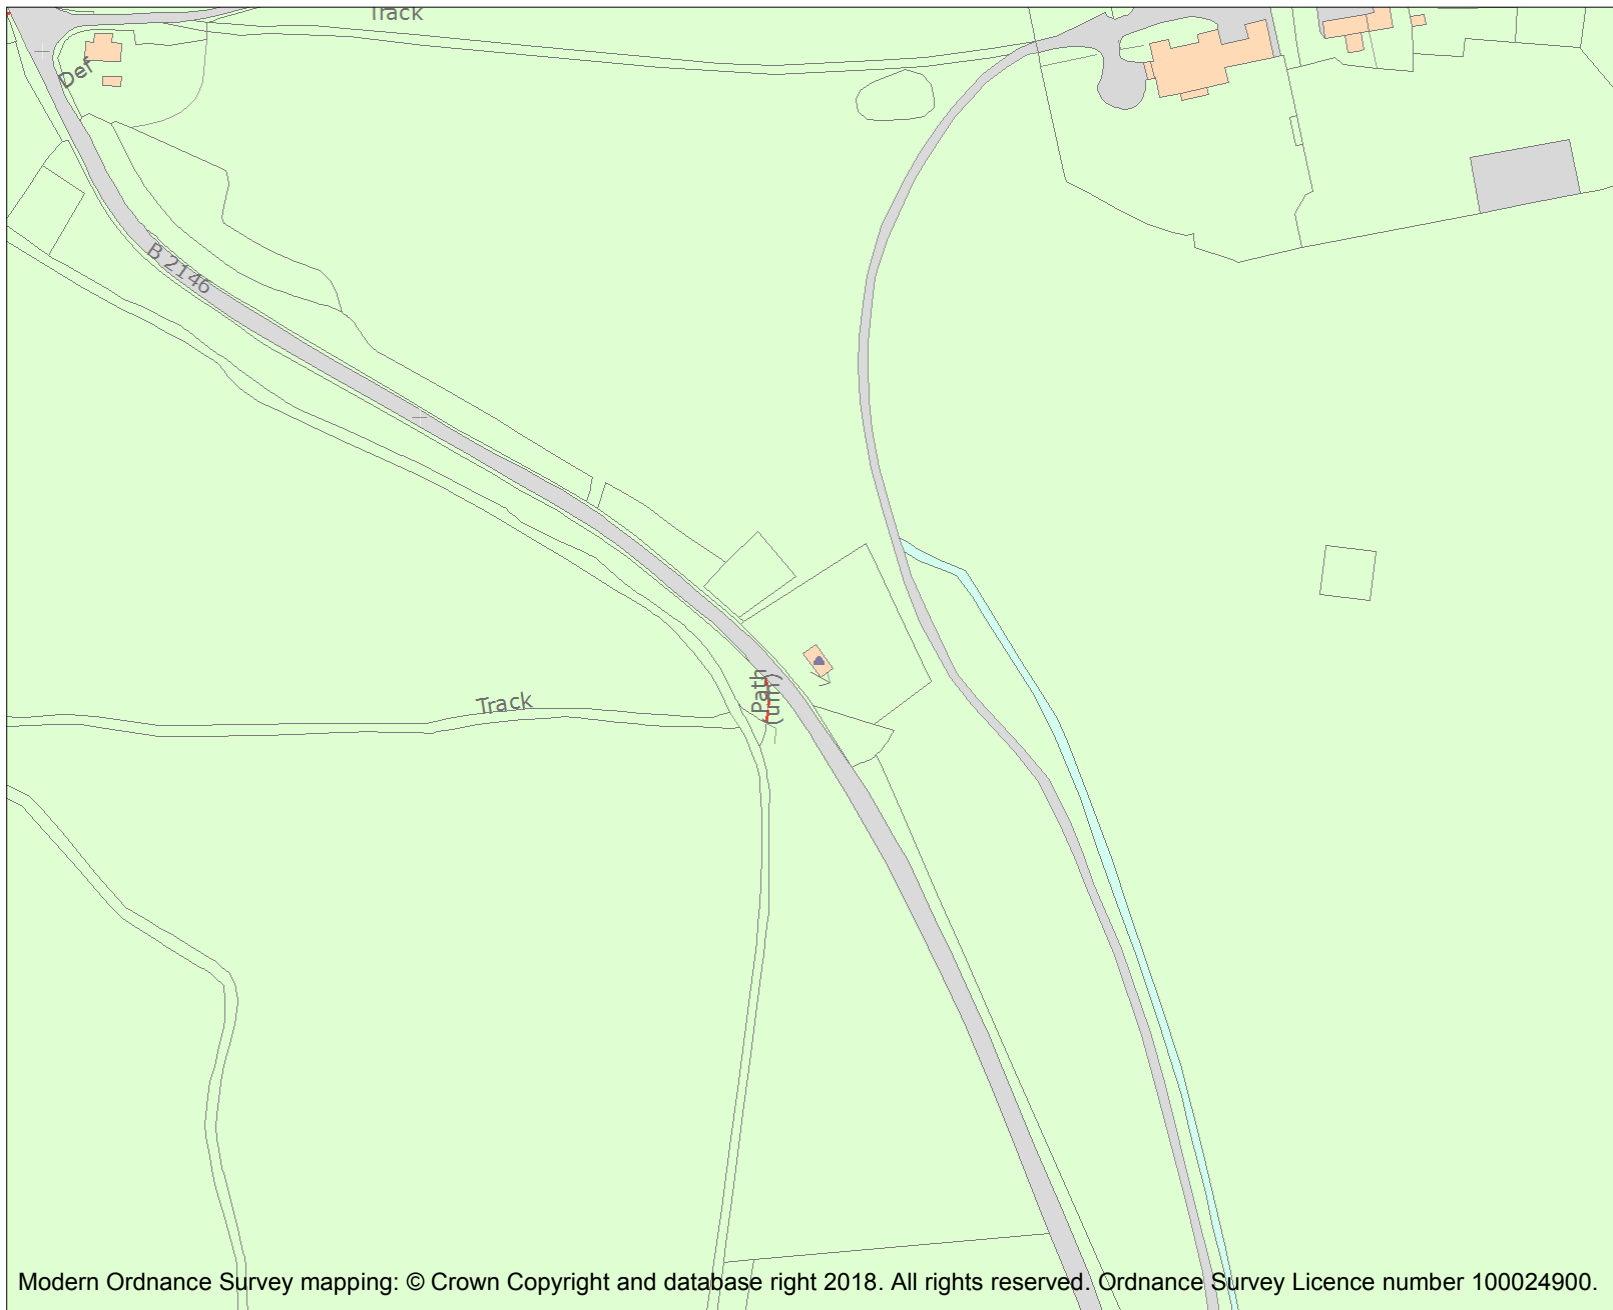 Track
Def
B 2146
Track
Path
(um)
Modern Ordnance Survey mapping: © Crown Copyright and database right 2018. All rights reserved. Ordnance Survey Licence number 100024900.